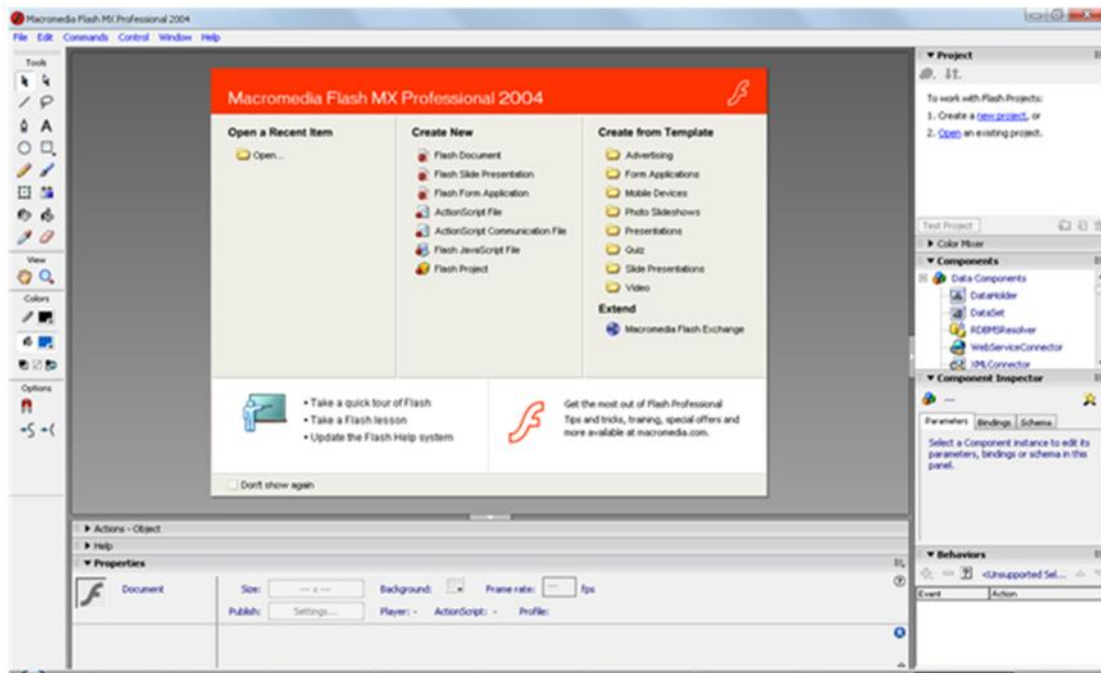 Macromedia Flash MX Professional 2004
File Edit Commands Control Window Help
Tools
View
Colors
Options
Macromedia Flash MX Professional 2004
Open a Recent Item
Open...
Create New
Flash Document
Flash Slide Presentation
Flash Form Application
ActionScript File
ActionScript Communication File
Flash JavaScript File
Flash Project
Create from Template
Advertising
Form Applications
Mobile Devices
Photo Slideshows
Presentations
Quiz
Slide Presentations
Video
Extend
Macromedia Flash Exchange
• Take a quick tour of Flash
• Take a Flash lesson
• Update the Flash Help system
Get the most out of Flash Professional
Tips and tricks, training, special offers and
more available at macromedia.com.
Don't show again
Actions - Object
Help
Properties
Document
Size: — x —
Background:
Frame rate: — fps
Publish: Settings...
Player: - ActionScript: - Profile:
Project
To work with Flash Projects:
1. Create a new project, or
2. Open an existing project.
Test Project
Color Mixer
Components
Data Components
DataHolder
DataSet
RDBMSResolver
WebServiceConnector
XMLConnector
Component Inspector
Parameters Bindings Schema
Select a Component instance to edit its
parameters, bindings or schema in this
panel.
Behaviors
<Unsupported Sel...
Event Action